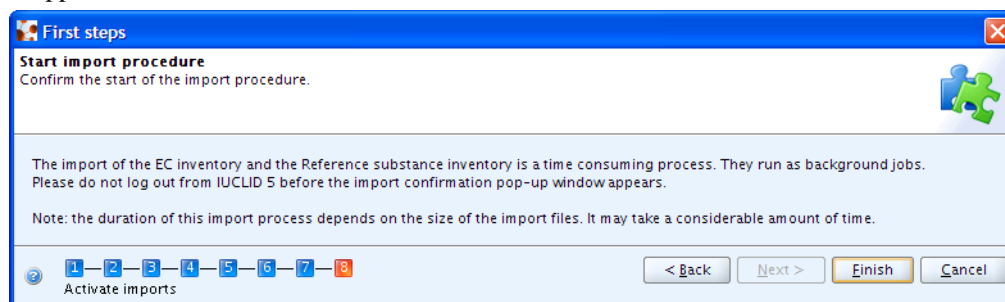 First steps
Start import procedure
Confirm the start of the import procedure.
The import of the EC inventory and the Reference substance inventory is a time consuming process. They run as background jobs.
Please do not log out from IUCLID 5 before the import confirmation pop-up window appears.
Note: the duration of this import process depends on the size of the import files. It may take a considerable amount of time.
1 2 3 4 5 6 7 8
Activate imports
< Back Next > Finish Cancel